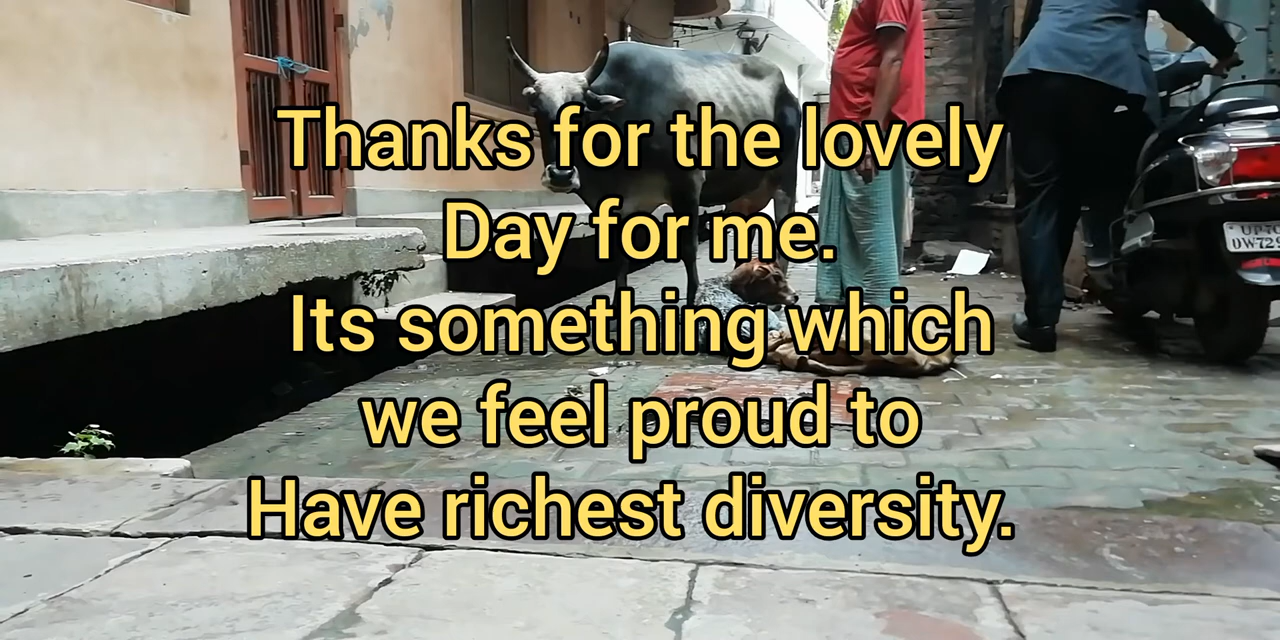 Thanks for the lovely
Day for me.
Its something which
we feel proud to
Have richest diversity.